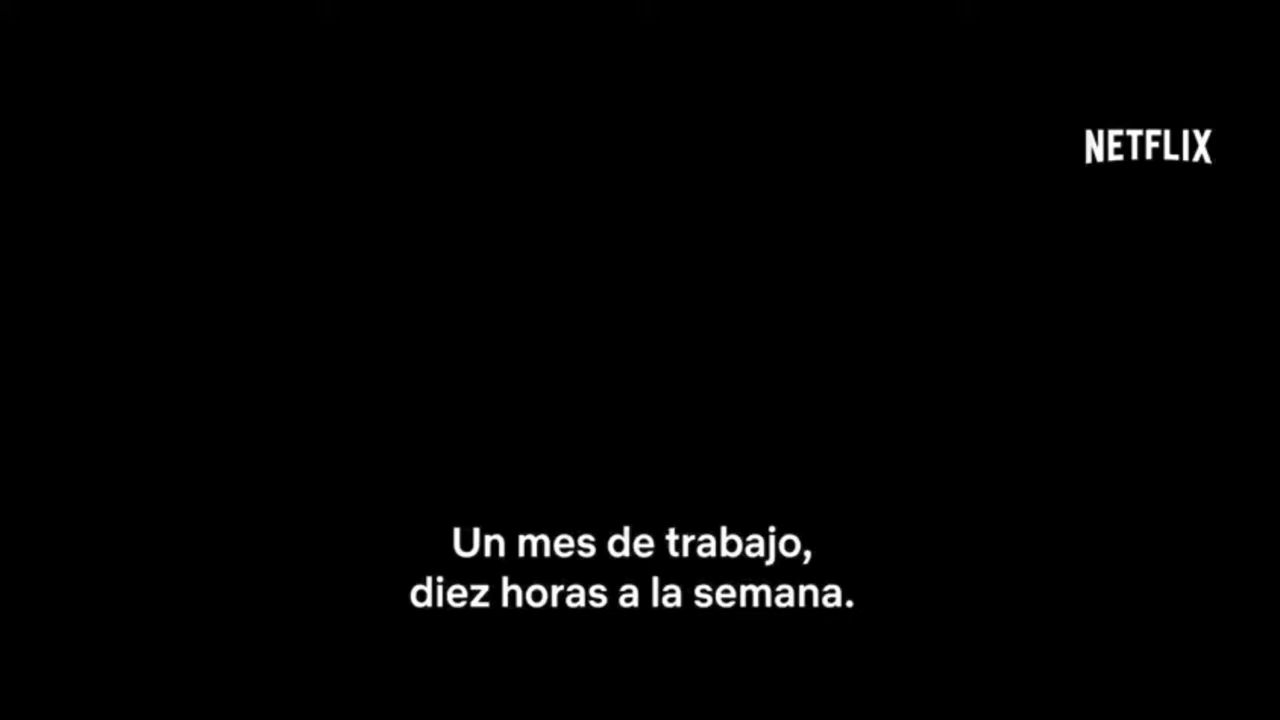 NETFLIX
Un mes de trabajo,
diez horas a la semana.